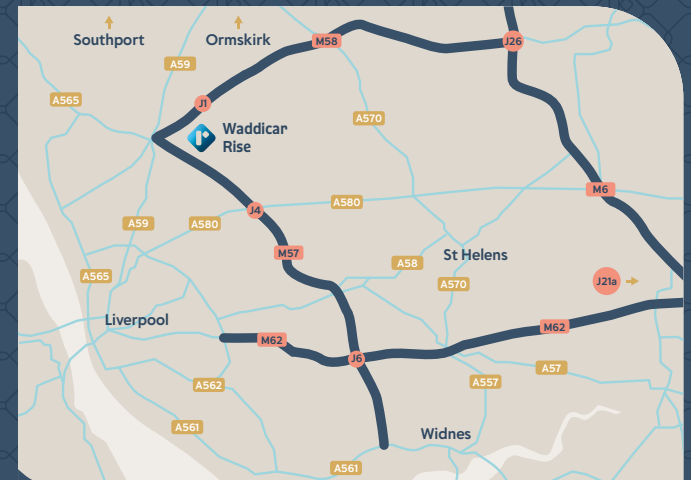 Southport
Ormskirk
M58
J26
A59
A565
J1
A570
Waddicar
Rise
M6
A580
J4
A59
A580
M57
St Helens
A58
A565
A570
J21a
Liverpool
M62
M62
J6
A57
A562
A557
A561
Widnes
A561